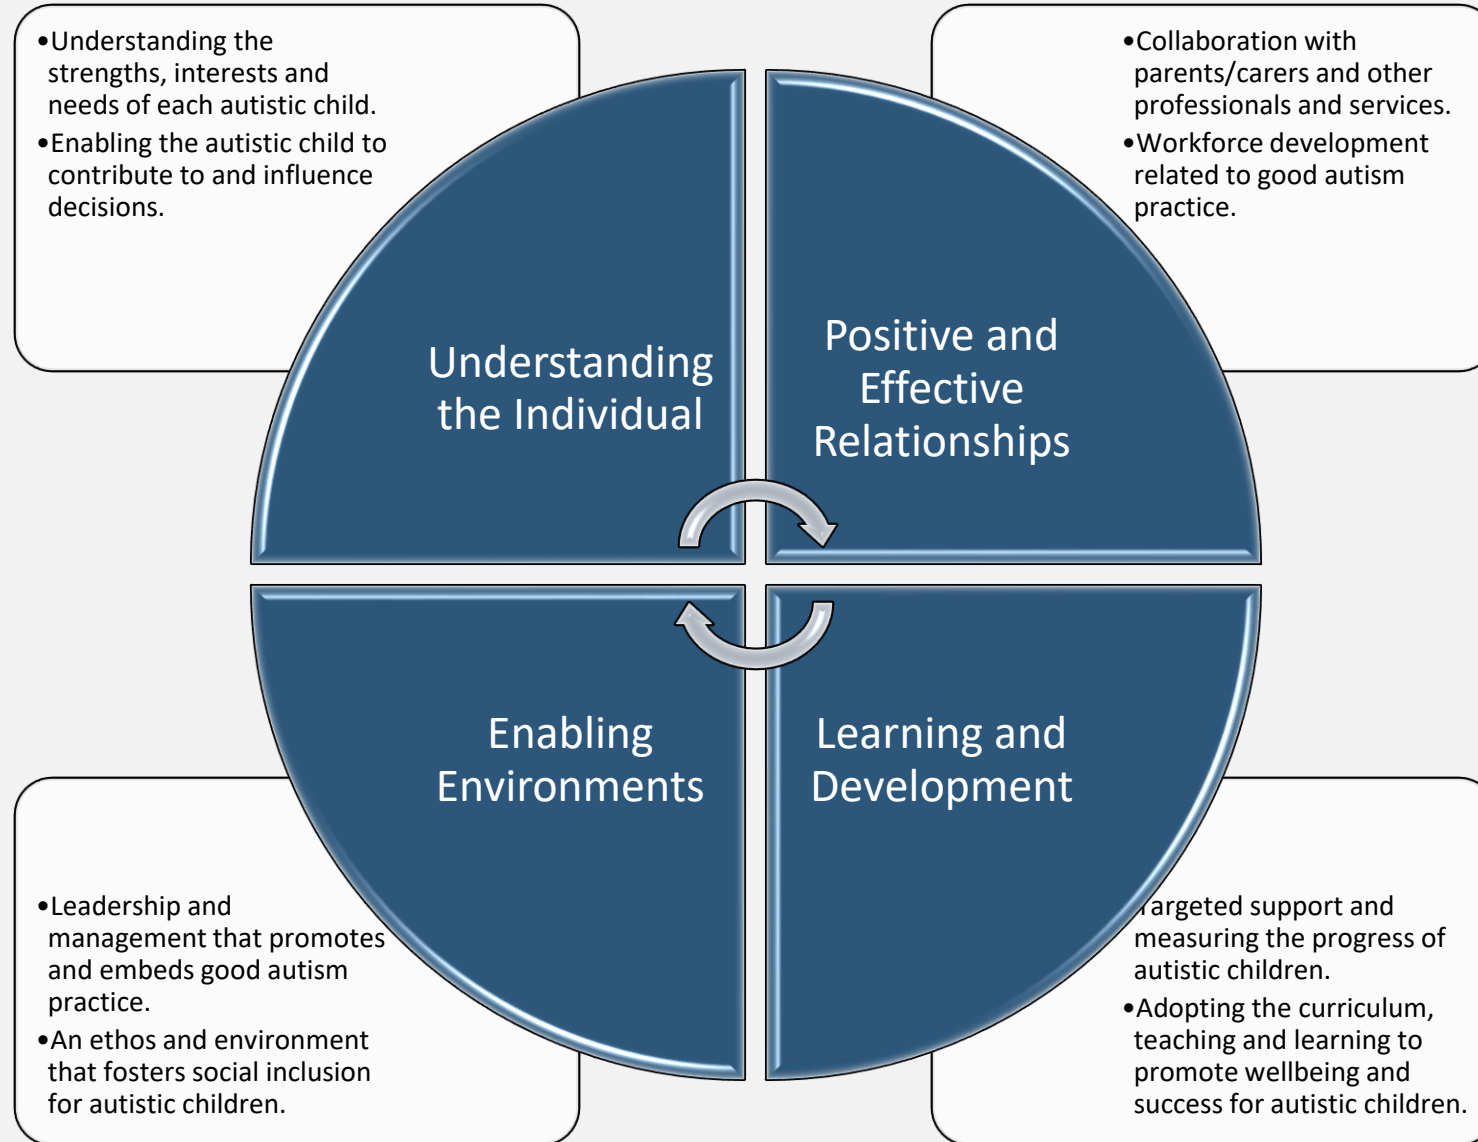 •Understanding the
strengths, interests and
needs of each autistic child.
•Enabling the autistic child to
contribute to and influence
decisions.
•Collaboration with
parents/carers and other
professionals and services.
•Workforce development
related to good autism
practice.
Understanding
the Individual
Positive and
Effective
Relationships
Enabling
Environments
Learning and
Development
•Leadership and
management that promotes
and embeds good autism
practice.
•An ethos and environment
that fosters social inclusion
for autistic children.
Targeted support and
measuring the progress of
autistic children.
•Adopting the curriculum,
teaching and learning to
promote wellbeing and
success for autistic children.